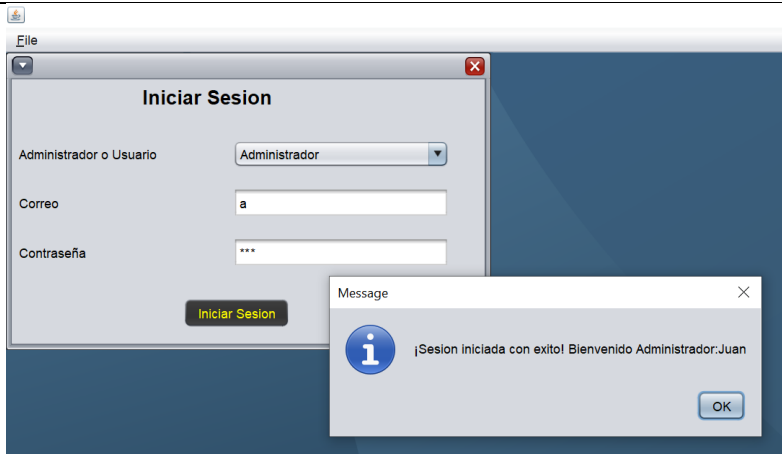 File
Iniciar Sesion
Administrador o Usuario
Administrador
Correo
a
Contraseña
***
Iniciar Sesion
Message
¡Sesion iniciada con exito! Bienvenido Administrador:Juan
OK